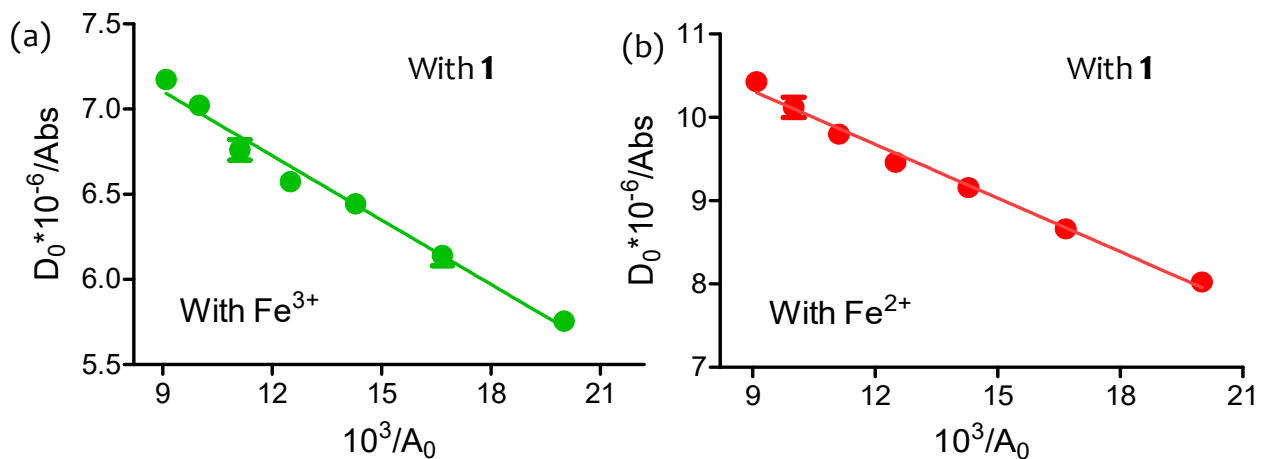 (a)
With 1
7.5
7.0
6.5
6.0
5.5
D₀*10⁻⁶/Abs
With Fe³⁺
9 12 15 18 21
10³/A₀
(b)
With 1
11
10
9
8
7
D₀*10⁻⁶/Abs
With Fe²⁺
9 12 15 18 21
10³/A₀